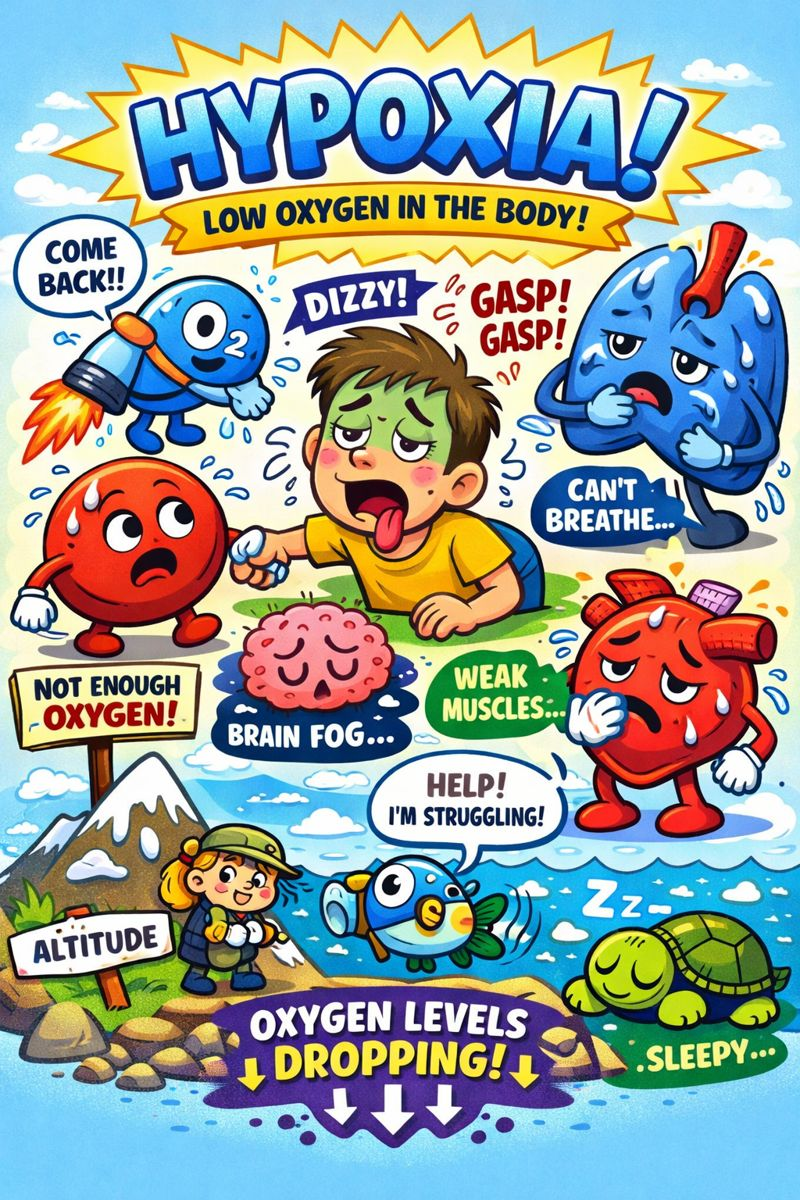 HYPOXIA!
LOW OXYGEN IN THE BODY!
COME
BACK!!
O2
DIZZY!
GASP!
GASP!
CAN'T
BREATHE...
NOT ENOUGH
OXYGEN!
BRAIN FOG...
WEAK
MUSCLES...
HELP!
I'M STRUGGLING!
ALTITUDE
Zz
OXYGEN LEVELS
DROPPING!
.SLEEPY...